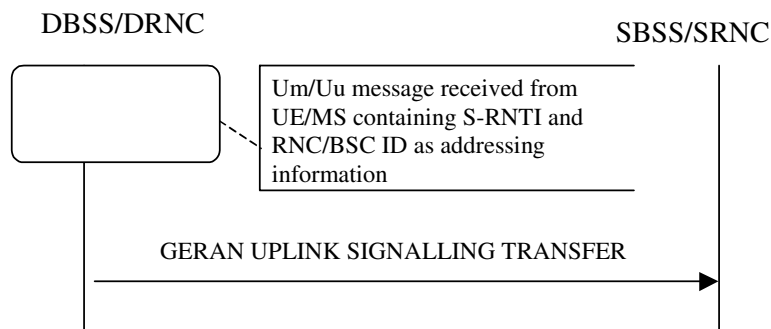 DBSS/DRNC
SBSS/SRNC
Um/Uu message received from
UE/MS containing S-RNTI and
RNC/BSC ID as addressing
information
GERAN UPLINK SIGNALLING TRANSFER